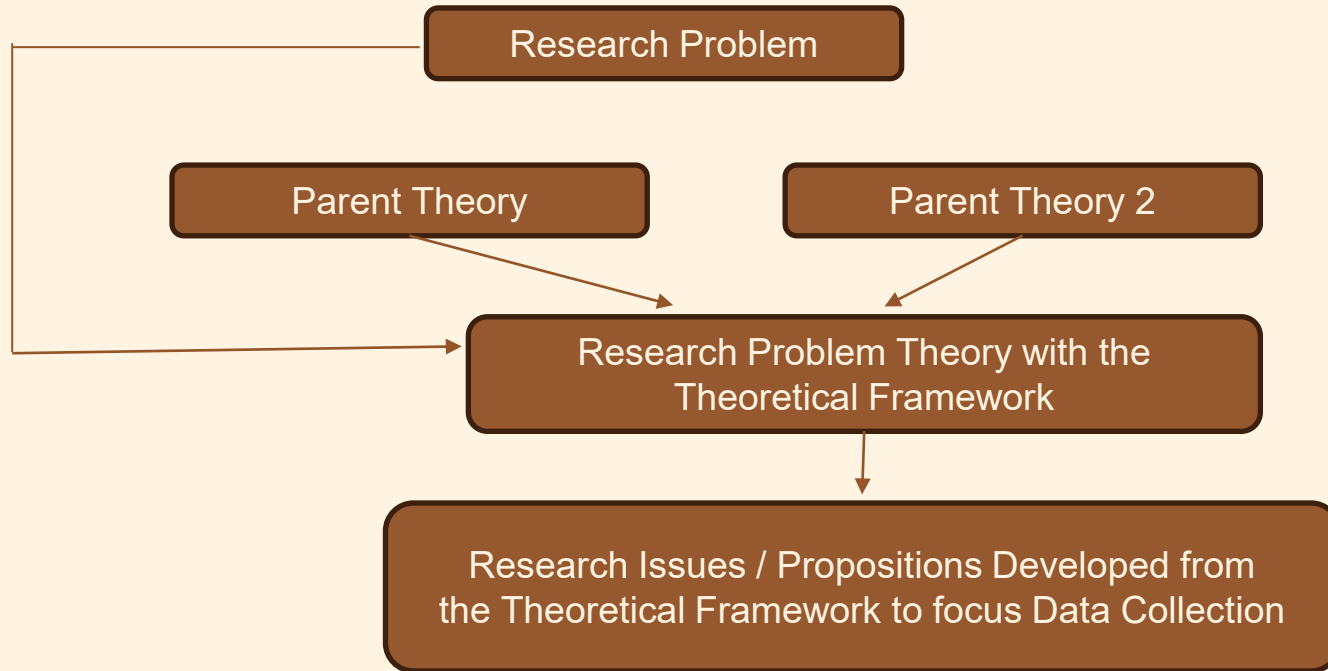 Research Problem
Parent Theory
Parent Theory 2
Research Problem Theory with the
Theoretical Framework
Research Issues / Propositions Developed from
the Theoretical Framework to focus Data Collection